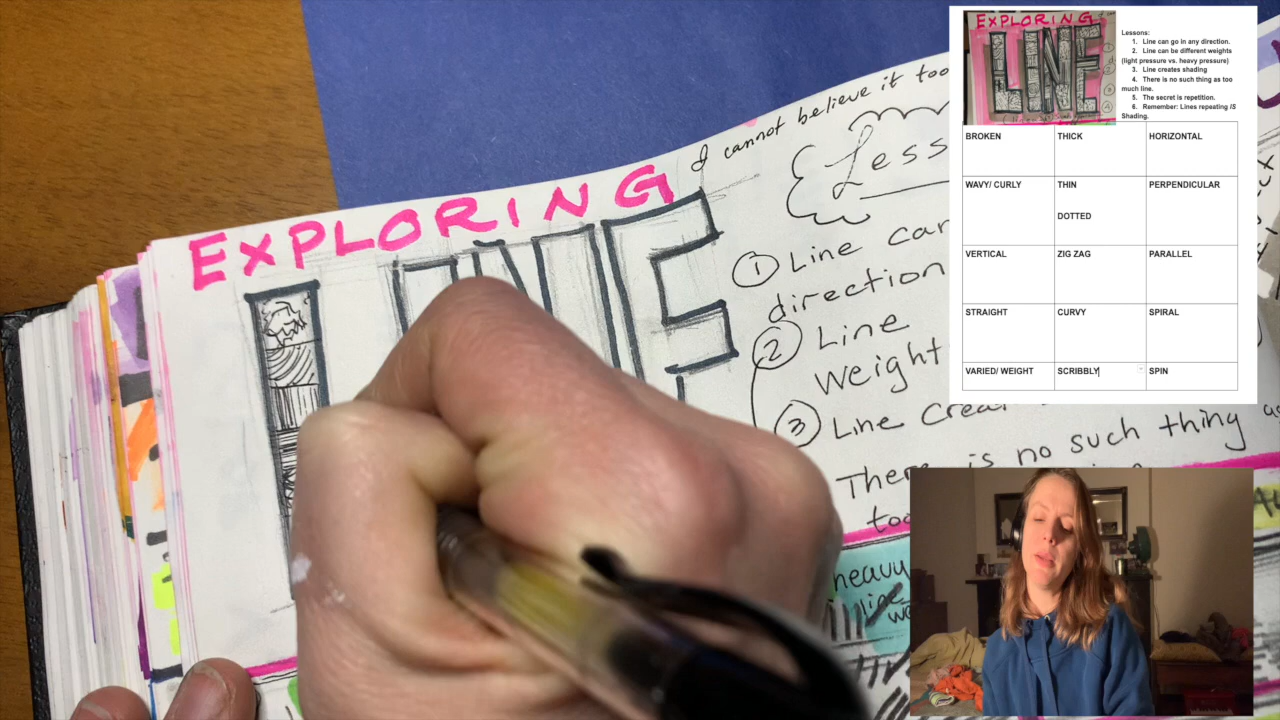 EXPLORING
LINE
I cannot believe it too
Less
① Line can
direction
② Line
weight
③ Line Crea
There is no such thing a
too
heavy
line
we
EXPLORING
LINE
Lessons:
1. Line can go in any direction.
2. Line can be different weights
(light pressure vs. heavy pressure)
3. Line creates shading
4. There is no such thing as too
much line.
5. The secret is repetition.
6. Remember: Lines repeating IS
Shading.
BROKEN THICK HORIZONTAL
WAVY/ CURLY THIN PERPENDICULAR
DOTTED
VERTICAL ZIG ZAG PARALLEL
STRAIGHT CURVY SPIRAL
VARIED/ WEIGHT SCRIBBLY SPIN